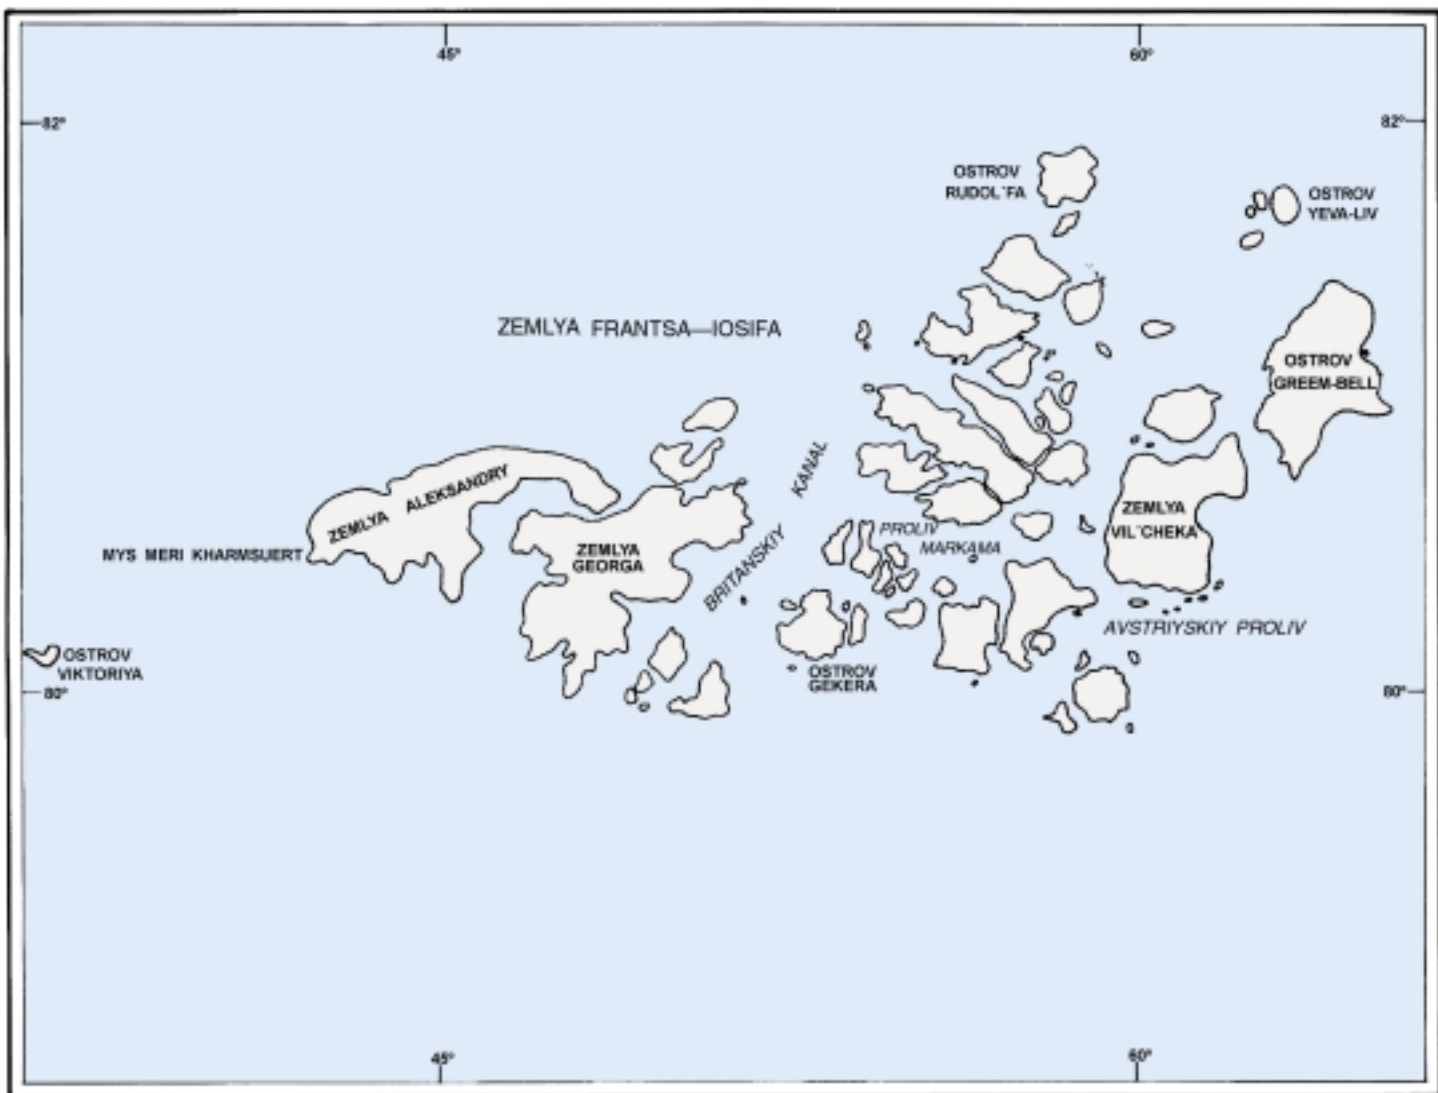 45°
60°
82°
82°
OSTROV
RUDOL´FA
OSTROV
YEVA-LIV
ZEMLYA FRANTSA—IOSIFA
OSTROV
GREEM-BELL
ZEMLYA ALEKSANDRY
BRITANSKIY KANAL
ZEMLYA
VIL´CHEKA
PROLIV
MARKAMA
MYS MERI KHARMSUERT
ZEMLYA
GEORGA
AVSTRIYSKIY PROLIV
OSTROV
VIKTORIYA
OSTROV
GEKERA
80°
80°
45°
60°